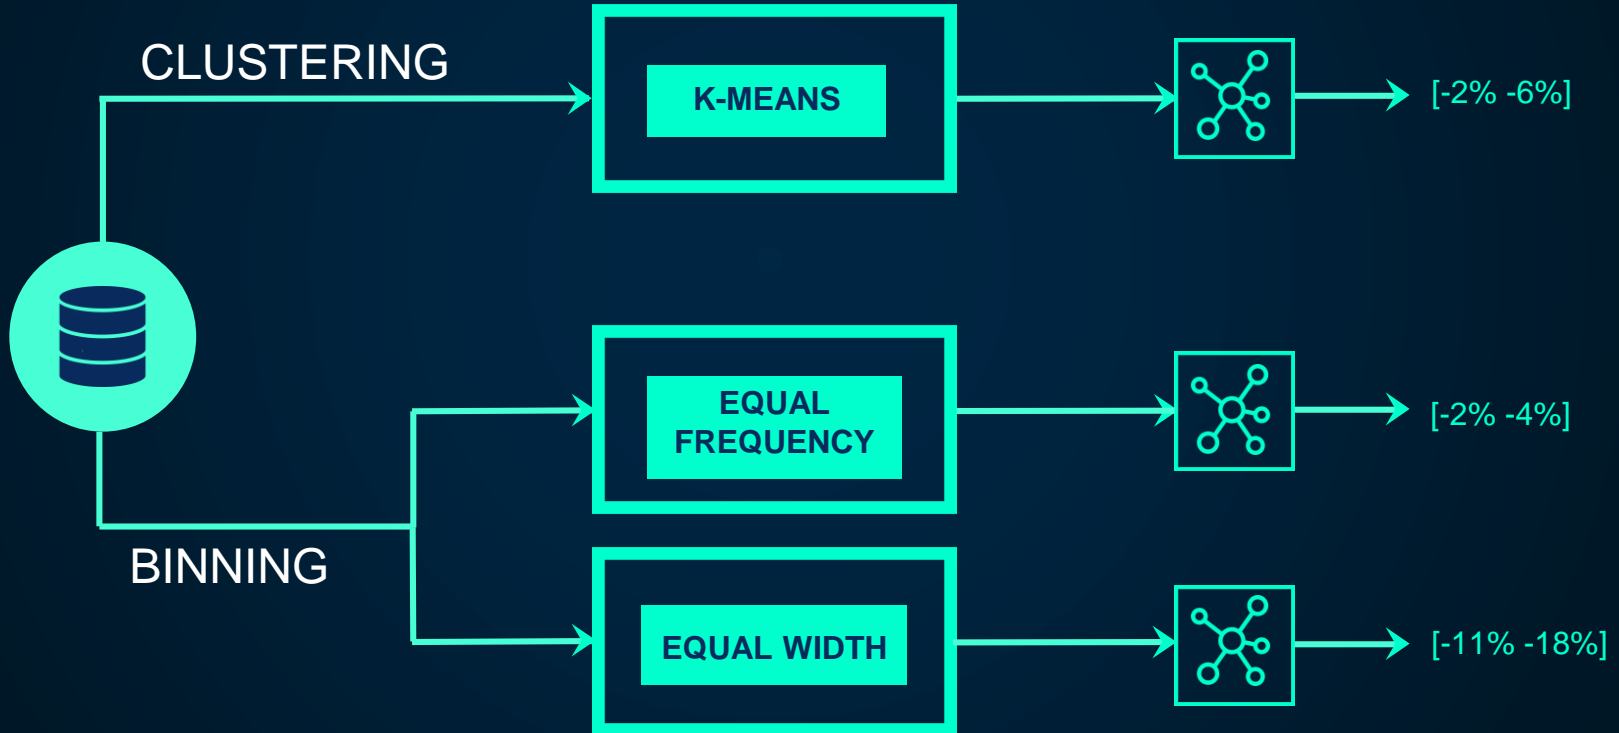 CLUSTERING
K-MEANS
[-2% -6%]
EQUAL
FREQUENCY
[-2% -4%]
BINNING
EQUAL WIDTH
[-11% -18%]